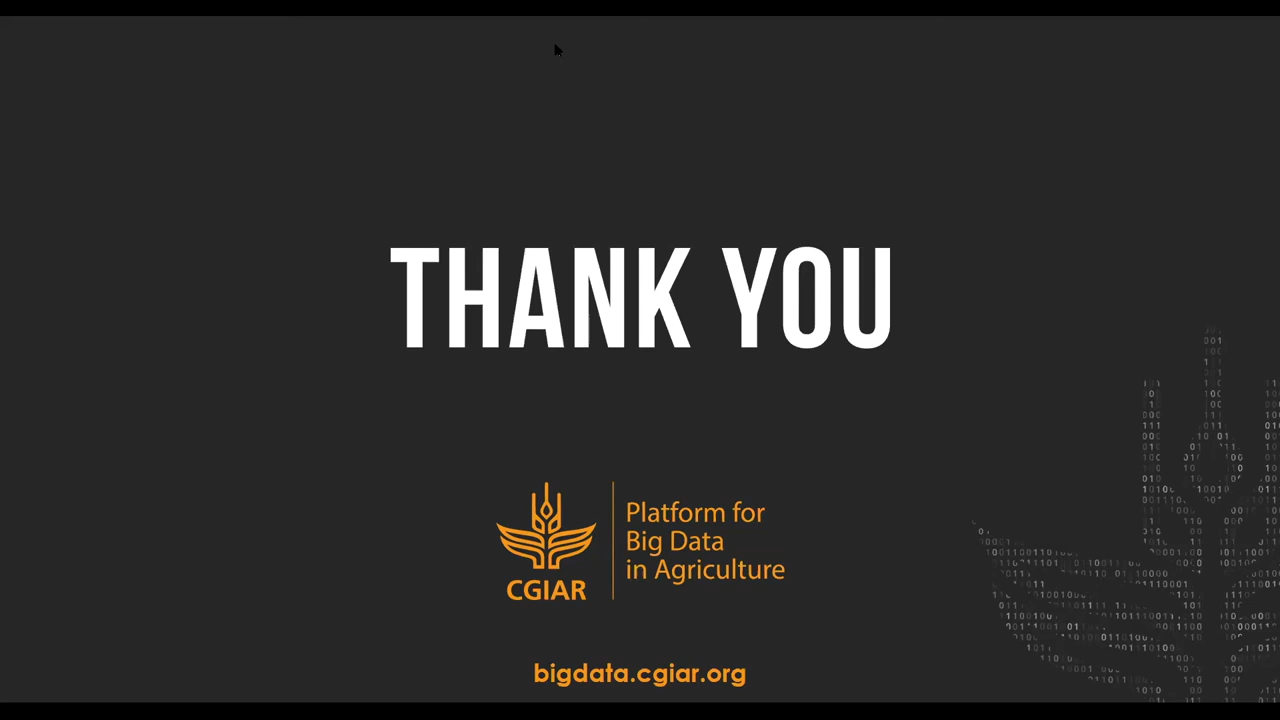 THANK YOU
Platform for
Big Data
in Agriculture
CGIAR
bigdata.cgiar.org